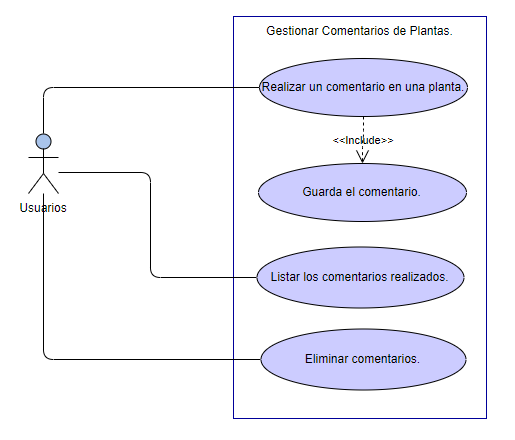 Gestionar Comentarios de Plantas.
Realizar un comentario en una planta.
<<Include>>
Guarda el comentario.
Usuarios
Listar los comentarios realizados.
Eliminar comentarios.